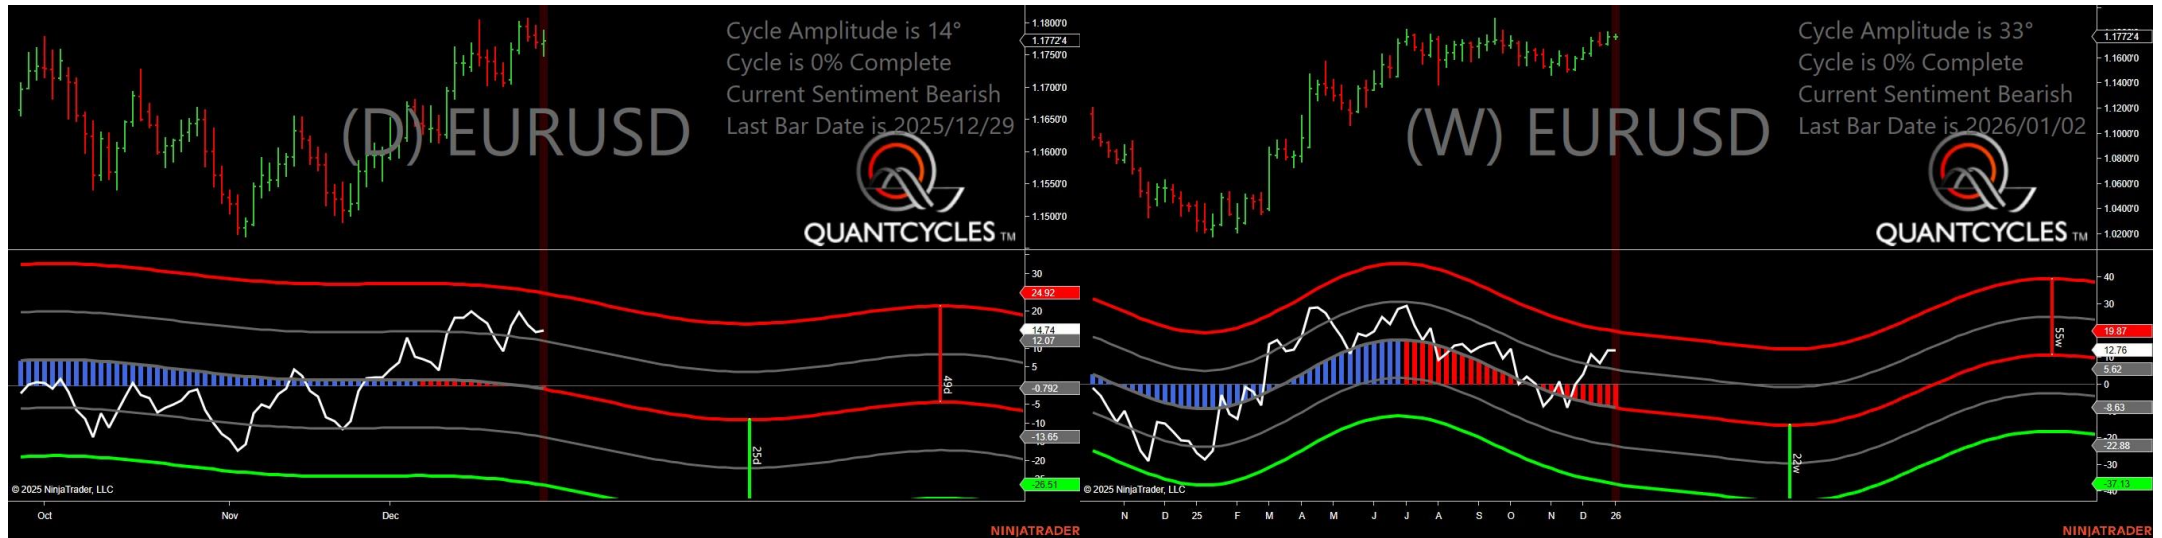 Cycle Amplitude is 14°
Cycle is 0% Complete
Current Sentiment Bearish
Last Bar Date is 2025/12/29
(D) EURUSD
QUANTCYCLES TM
1.1800'0
1.1772'4
1.1750'0
1.1700'0
1.1650'0
1.1600'0
1.1550'0
1.1500'0
30
24.92
20
14.74
12.07
10
5
-0.792
-5
-10
-13.65
-20
-26.51
49d
25d
© 2025 NinjaTrader, LLC
Oct
Nov
Dec
NINJATRADER
Cycle Amplitude is 33°
Cycle is 0% Complete
Current Sentiment Bearish
Last Bar Date is 2026/01/02
(W) EURUSD
QUANTCYCLES TM
1.1772'4
1.1600'0
1.1400'0
1.1200'0
1.1000'0
1.0800'0
1.0600'0
1.0400'0
1.0200'0
40
30
19.87
12.76
5.62
0
-8.63
-20
-22.88
-30
-37.13
-40
55w
22w
© 2025 NinjaTrader, LLC
N D 25 F M A M J J A S O N D 26
NINJATRADER